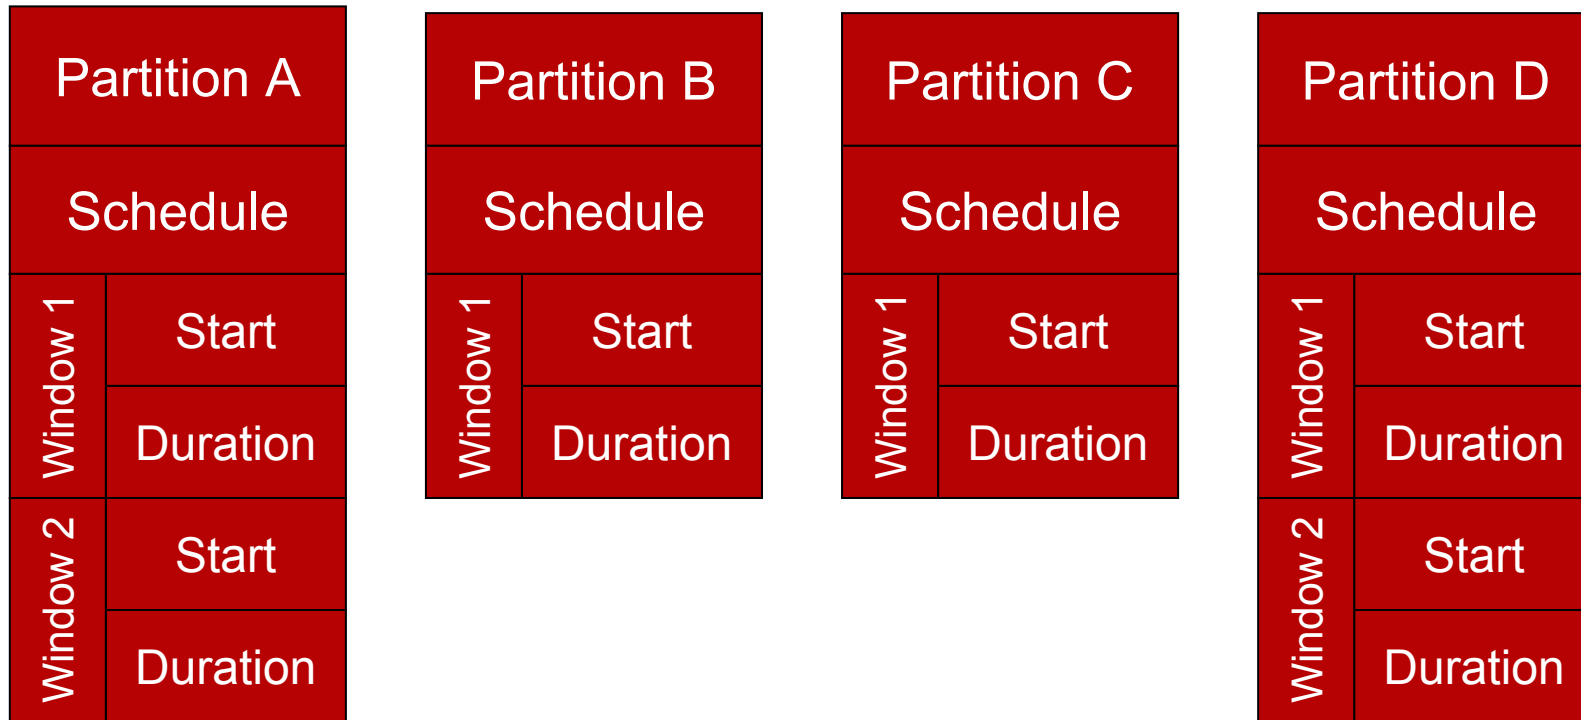 Partition A
Schedule
Window 1
Start
Duration
Window 2
Start
Duration
Partition B
Schedule
Window 1
Start
Duration
Partition C
Schedule
Window 1
Start
Duration
Partition D
Schedule
Window 1
Start
Duration
Window 2
Start
Duration